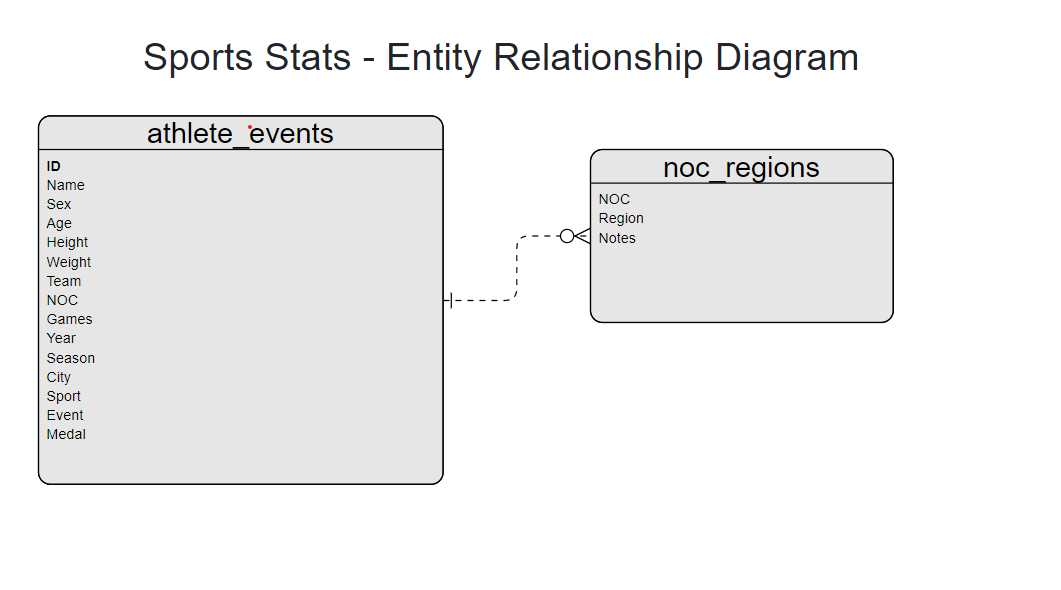 Sports Stats - Entity Relationship Diagram
athlete_events
ID
Name
Sex
Age
Height
Weight
Team
NOC
Games
Year
Season
City
Sport
Event
Medal
noc_regions
NOC
Region
Notes